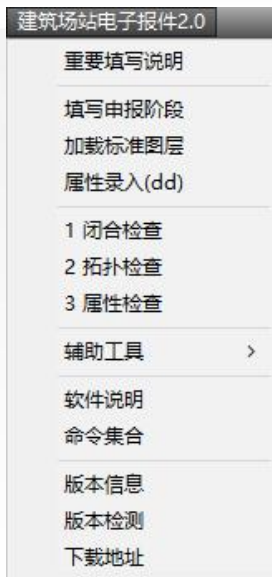 建筑场站电子报件2.0
重要填写说明
填写申报阶段
加载标准图层
属性录入(dd)
1 闭合检查
2 拓扑检查
3 属性检查
辅助工具
软件说明
命令集合
版本信息
版本检测
下载地址